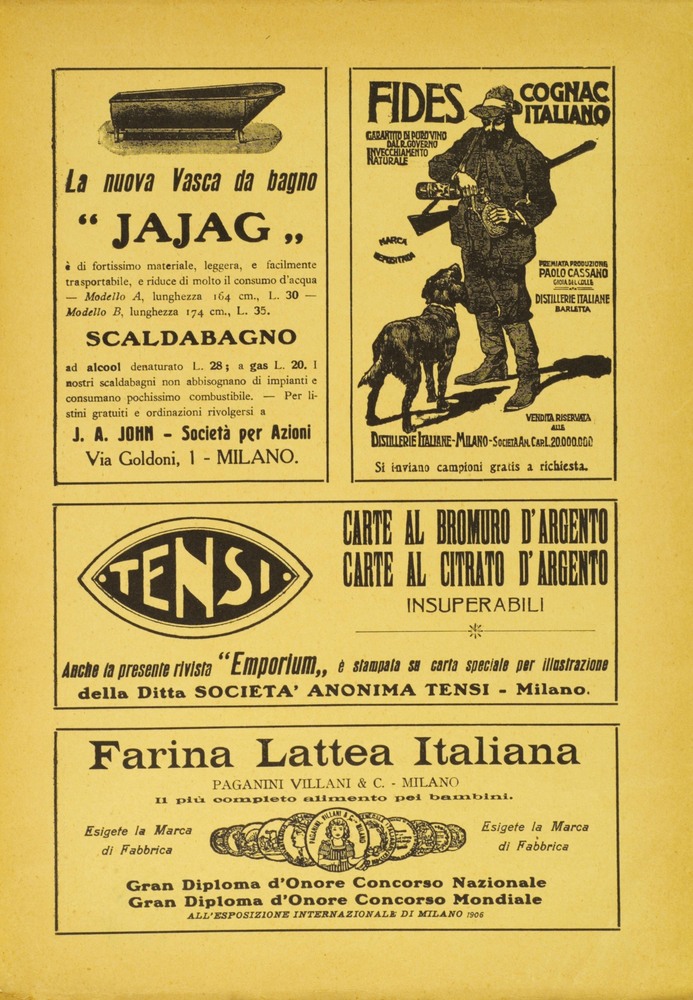 La nuova Vasca da bagno
“ JAJAG „
è di fortissimo materiale, leggera, e facilmente
trasportabile, e riduce di molto il consumo d'acqua
— Modello A, lunghezza 164 cm., L. 30 —
Modello B, lunghezza 174 cm., L. 35.
SCALDABAGNO
ad alcool denaturato L. 28; a gas L. 20. I
nostri scaldabagni non abbisognano di impianti e
consumano pochissimo combustibile. — Per li-
stini gratuiti e ordinazioni rivolgersi a
J. A. JOHN - Società per Azioni
Via Goldoni, 1 - MILANO.
FIDES COGNAC
ITALIANO
GARANTITO DI PURO VINO
DAL R. GOVERNO
INVECCHIAMENTO
NATURALE
MARCA
DEPOSITATA
PREMIATA PRODUZIONE
PAOLO CASSANO
GIOIA DEL COLLE
DISTILLERIE ITALIANE
BARLETTA
VENDITA RISERVATA
ALLE
DISTILLERIE ITALIANE-MILANO-SOCIETÀ AN. CAP. L. 20.000.000
Si inviano campioni gratis a richiesta.
TENSI
CARTE AL BROMURO D'ARGENTO
CARTE AL CITRATO D'ARGENTO
INSUPERABILI
Anche la presente rivista “Emporium„ è stampata su carta speciale per illustrazione
della Ditta SOCIETA' ANONIMA TENSI - Milano.
Farina Lattea Italiana
PAGANINI VILLANI & C. - MILANO
Il più completo alimento pei bambini.
Esigete la Marca
di Fabbrica
PAGANINI, VILLANI & C. MILANO
Esigete la Marca
di Fabbrica
Gran Diploma d'Onore Concorso Nazionale
Gran Diploma d'Onore Concorso Mondiale
ALL'ESPOSIZIONE INTERNAZIONALE DI MILANO 1906